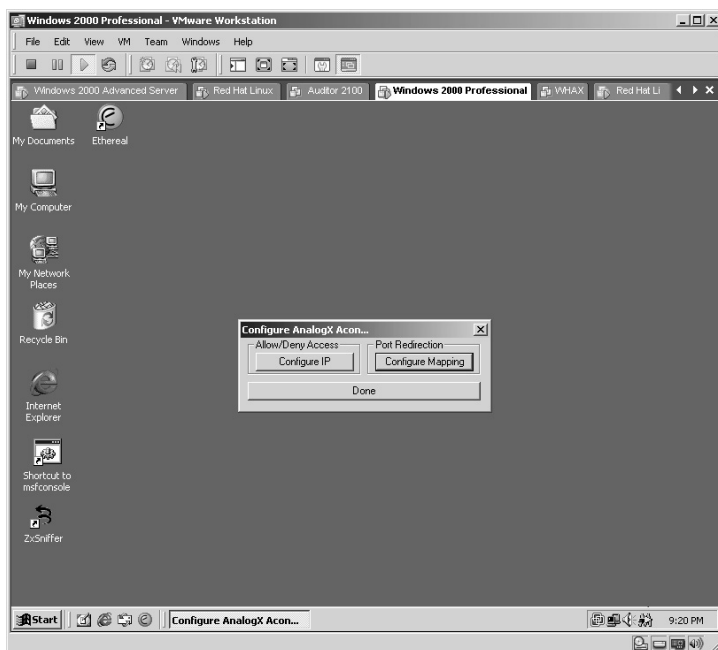 Windows 2000 Professional - VMware Workstation
File Edit View VM Team Windows Help
Windows 2000 Advanced Server Red Hat Linux Auditor 2100 Windows 2000 Professional WHAX Red Hat Li
My Documents
Ethereal
My Computer
My Network
Places
Recycle Bin
Internet
Explorer
Shortcut to
msfconsole
ZxSniffer
Configure AnalogX Acon...
Allow/Deny Access Port Redirection
Configure IP Configure Mapping
Done
Start Configure AnalogX Acon... 9:20 PM